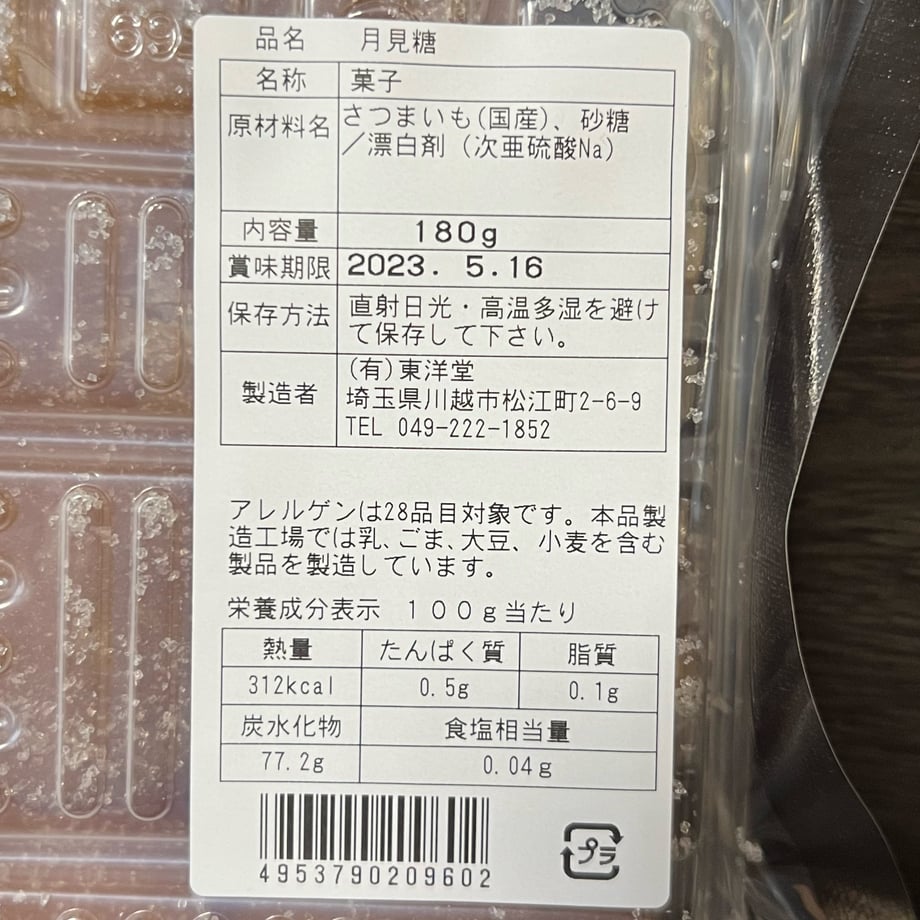 品名 月見糖
名称 菓子
原材料名 さつまいも(国産)、砂糖
/漂白剤(次亜硫酸Na)
内容量 180g
賞味期限 2023. 5.16
保存方法 直射日光・高温多湿を避け
て保存して下さい。
製造者 (有)東洋堂
埼玉県川越市松江町2-6-9
TEL 049-222-1852
アレルゲンは28品目対象です。本品製
造工場では乳、ごま、大豆、小麦を含む
製品を製造しています。
栄養成分表示 100g当たり
熱量 たんぱく質 脂質
312kcal 0.5g 0.1g
炭水化物 食塩相当量
77.2g 0.04g
4953790209602
プラ